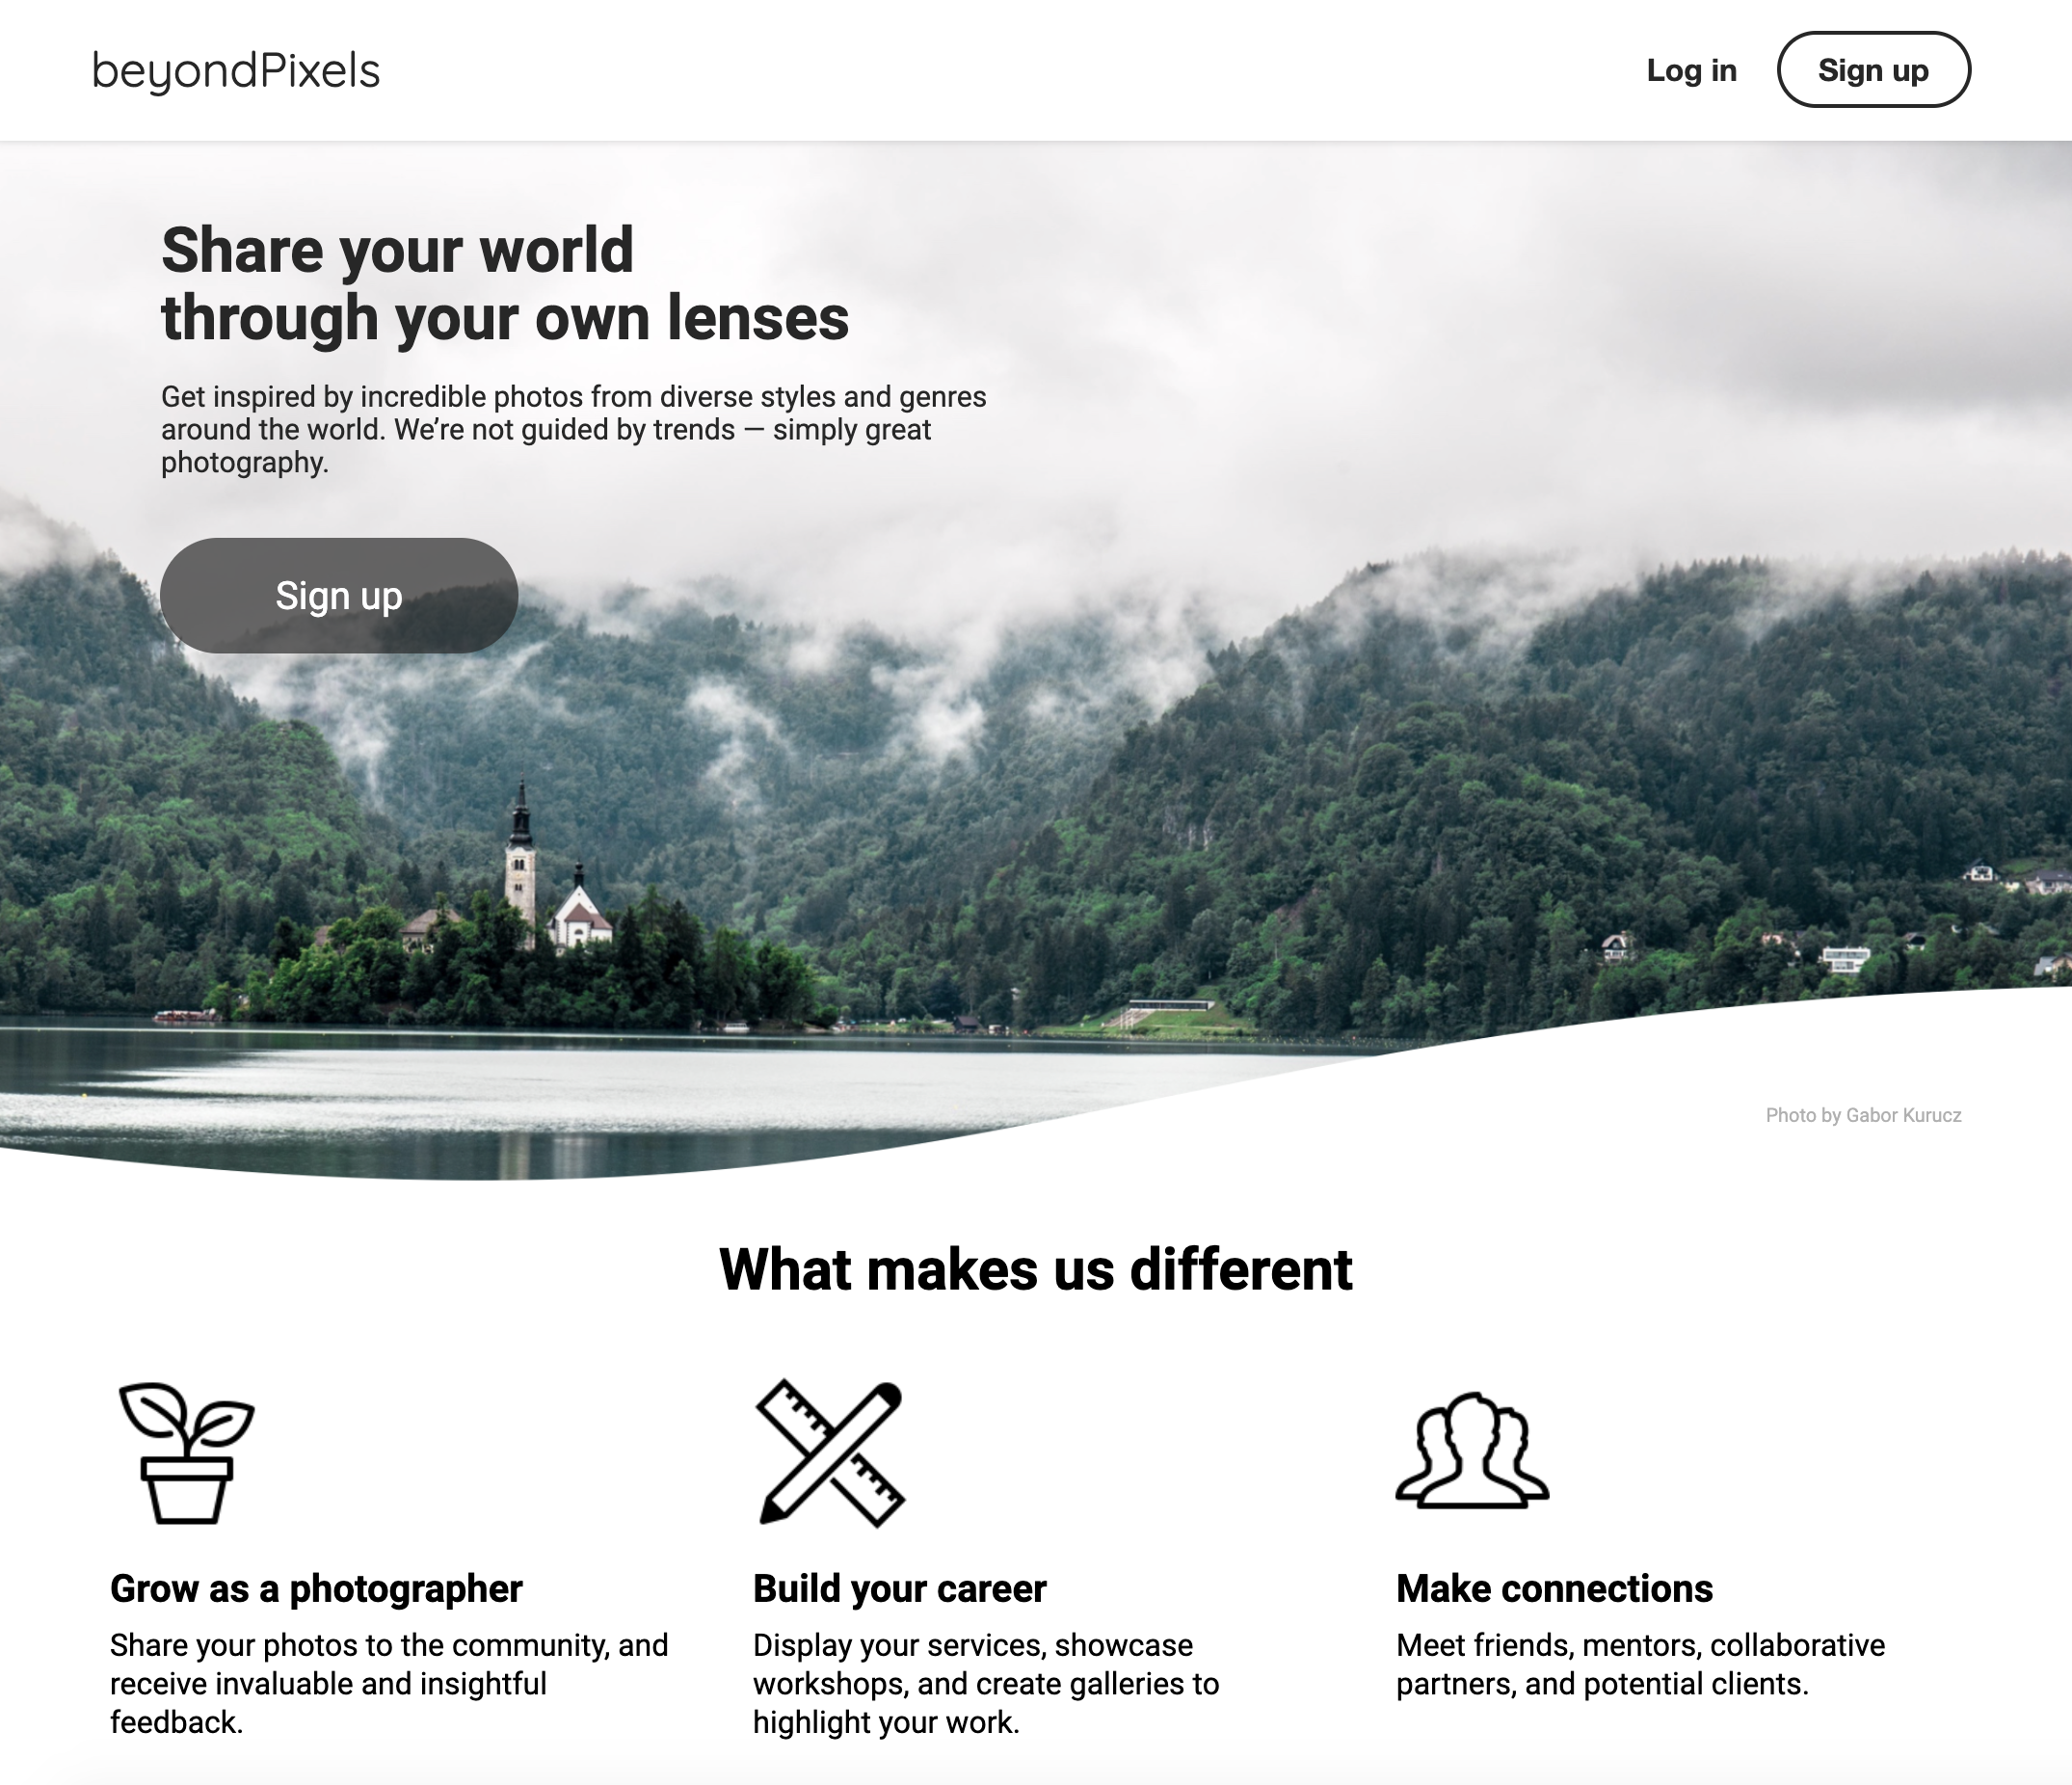 beyondPixels
Log in
Sign up
Share your world
through your own lenses
Get inspired by incredible photos from diverse styles and genres
around the world. We’re not guided by trends — simply great
photography.
Sign up
Photo by Gabor Kurucz
What makes us different
Grow as a photographer
Share your photos to the community, and
receive invaluable and insightful
feedback.
Build your career
Display your services, showcase
workshops, and create galleries to
highlight your work.
Make connections
Meet friends, mentors, collaborative
partners, and potential clients.